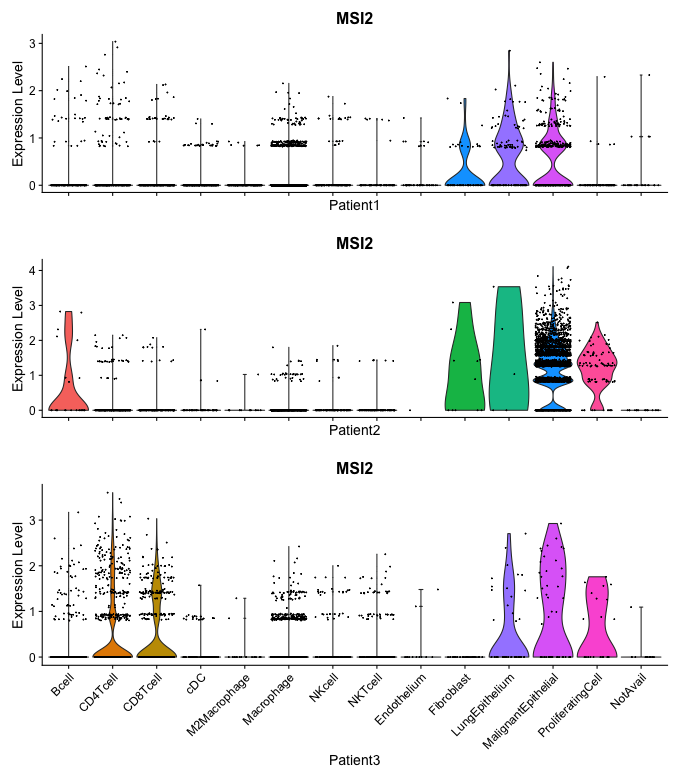 MSI2
Expression Level
3
2
1
0
Patient1
MSI2
Expression Level
4
3
2
1
0
Patient2
MSI2
Expression Level
3
2
1
0
Bcell
CD4Tcell
CD8Tcell
cDC
M2Macrophage
Macrophage
NKcell
NKTcell
Endothelium
Fibroblast
LungEpithelium
MalignantEpithelial
ProliferatingCell
NotAvail
Patient3